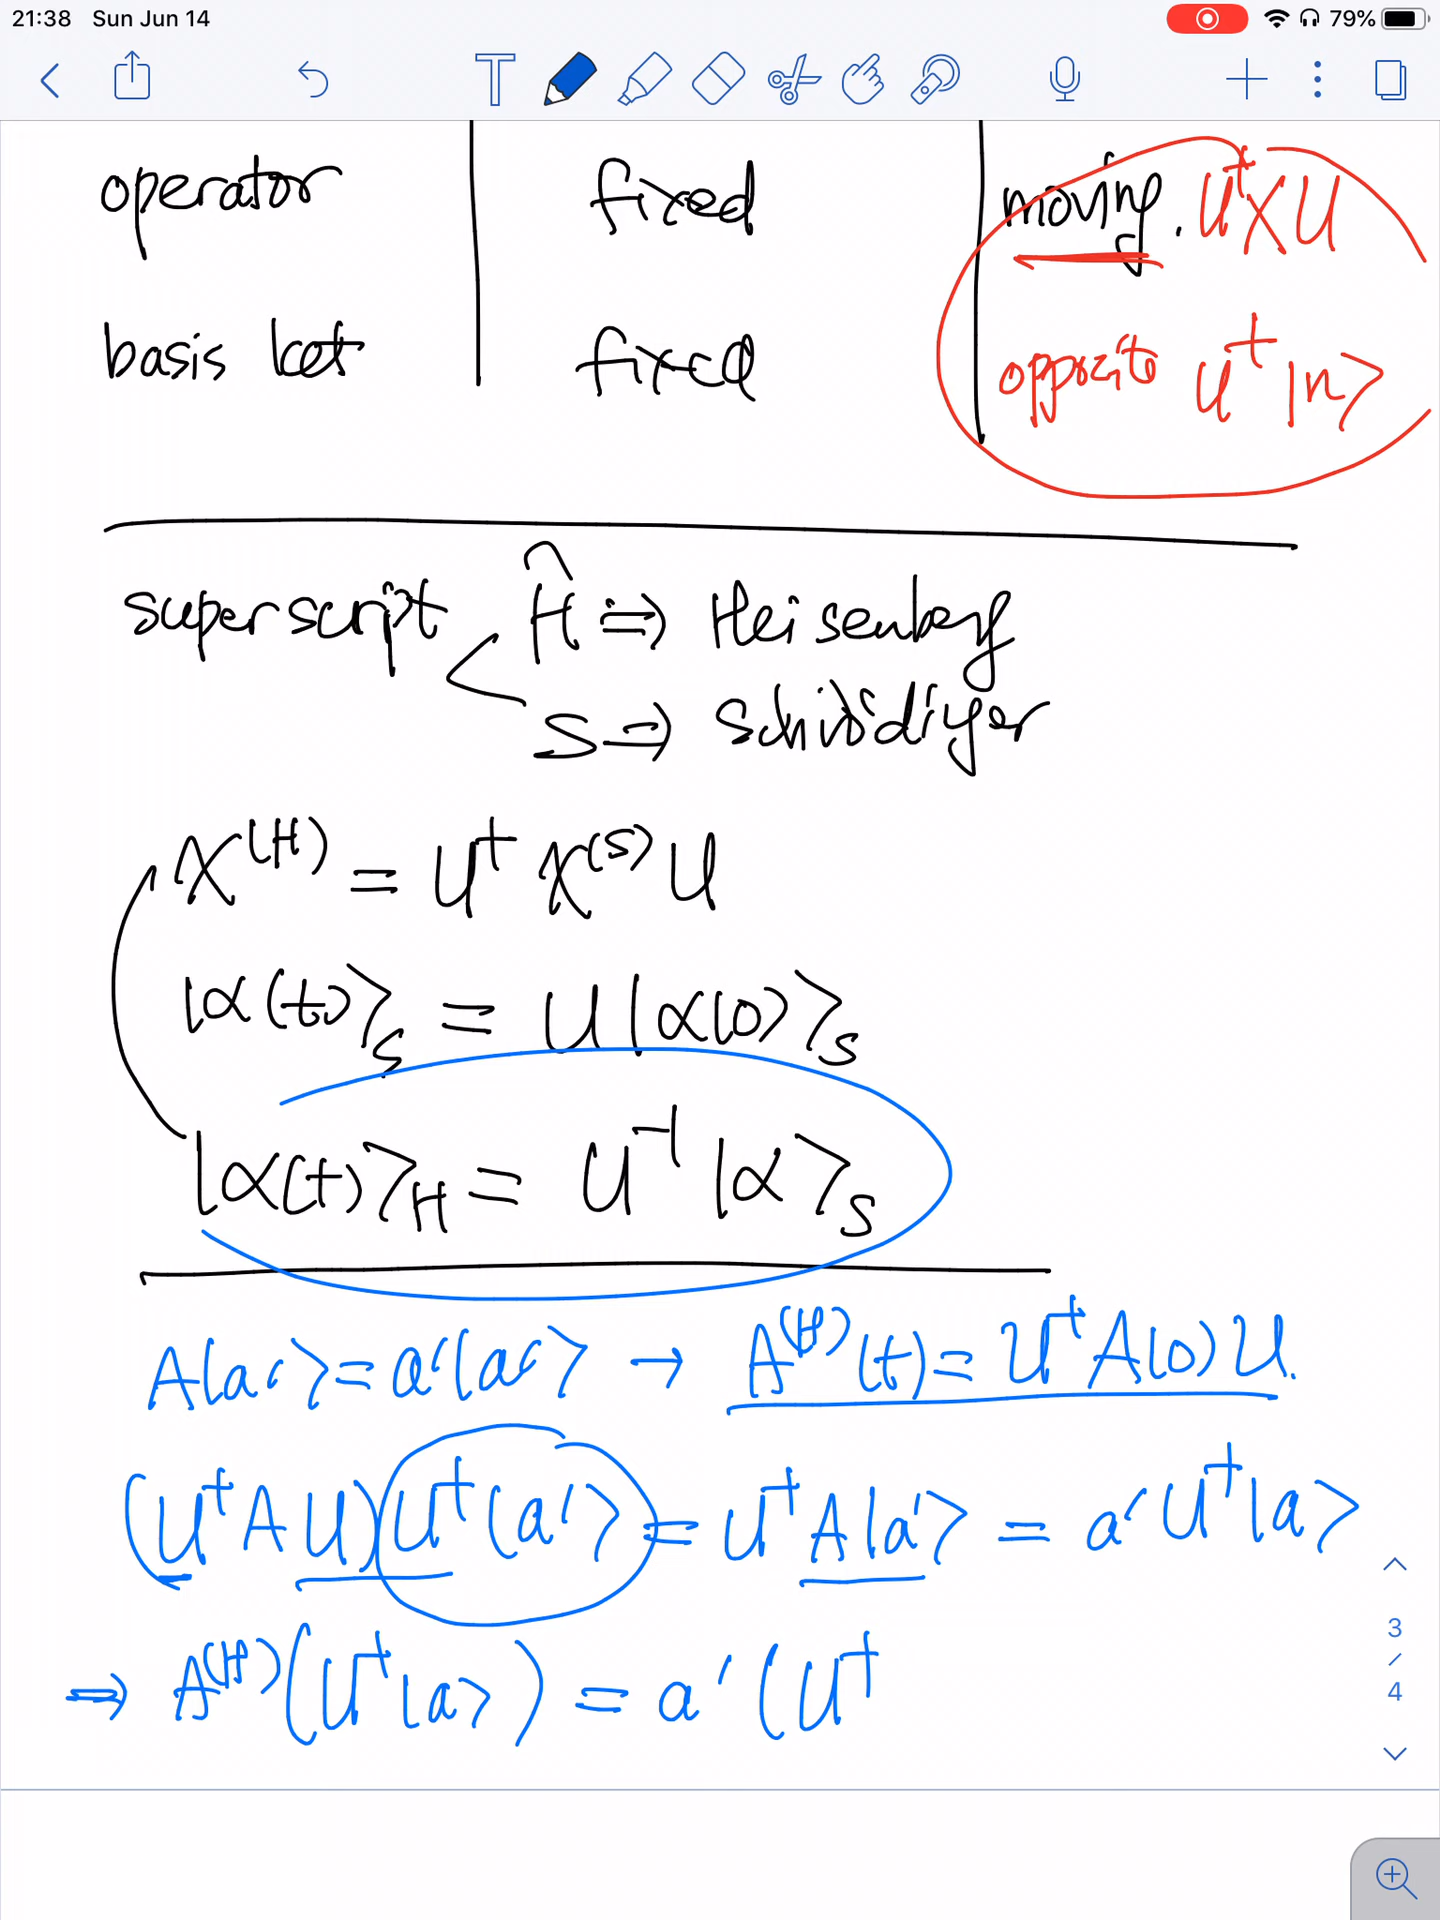 21:38 Sun Jun 14 79%
T
operator fixed moving. U†XU
basis ket fixed opposite U†|n>
superscript Ĥ ⇒ Heisenberg
S ⇒ Schrödinger
X^(H) = U† X^(S) U
|α(t)>_S = U|α(0)>_S
|α(t)>_H = U^-1 |α>_S
A|a'> = a'|a'> → A^(H)(t) = U†A(0)U.
(U†AU)U†|a'> = U†A|a'> = a'U†|a>
⇒ A^(H)(U†|a>) = a'(U†
3
/
4